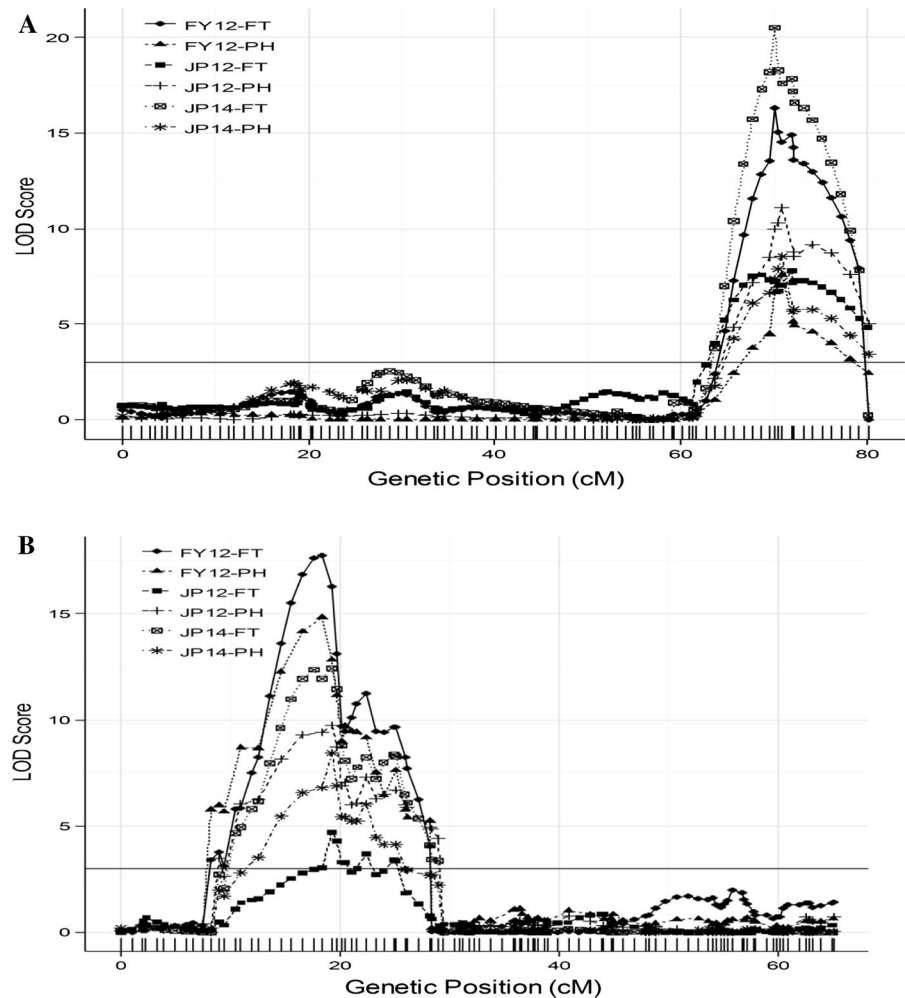 A
FY12-FT
FY12-PH
JP12-FT
JP12-PH
JP14-FT
JP14-PH
LOD Score
20
15
10
5
0
0 20 40 60 80
Genetic Position (cM)
B
FY12-FT
FY12-PH
JP12-FT
JP12-PH
JP14-FT
JP14-PH
LOD Score
15
10
5
0
0 20 40 60
Genetic Position (cM)